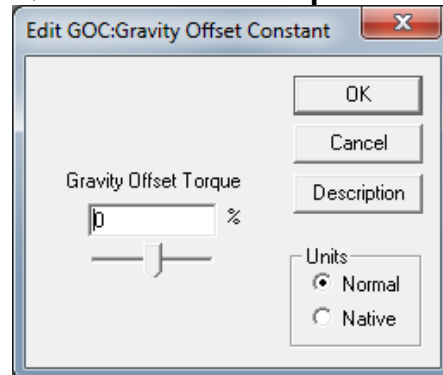 Edit GOC:Gravity Offset Constant
OK
Cancel
Description
Gravity Offset Torque
0 %
Units
Normal
Native